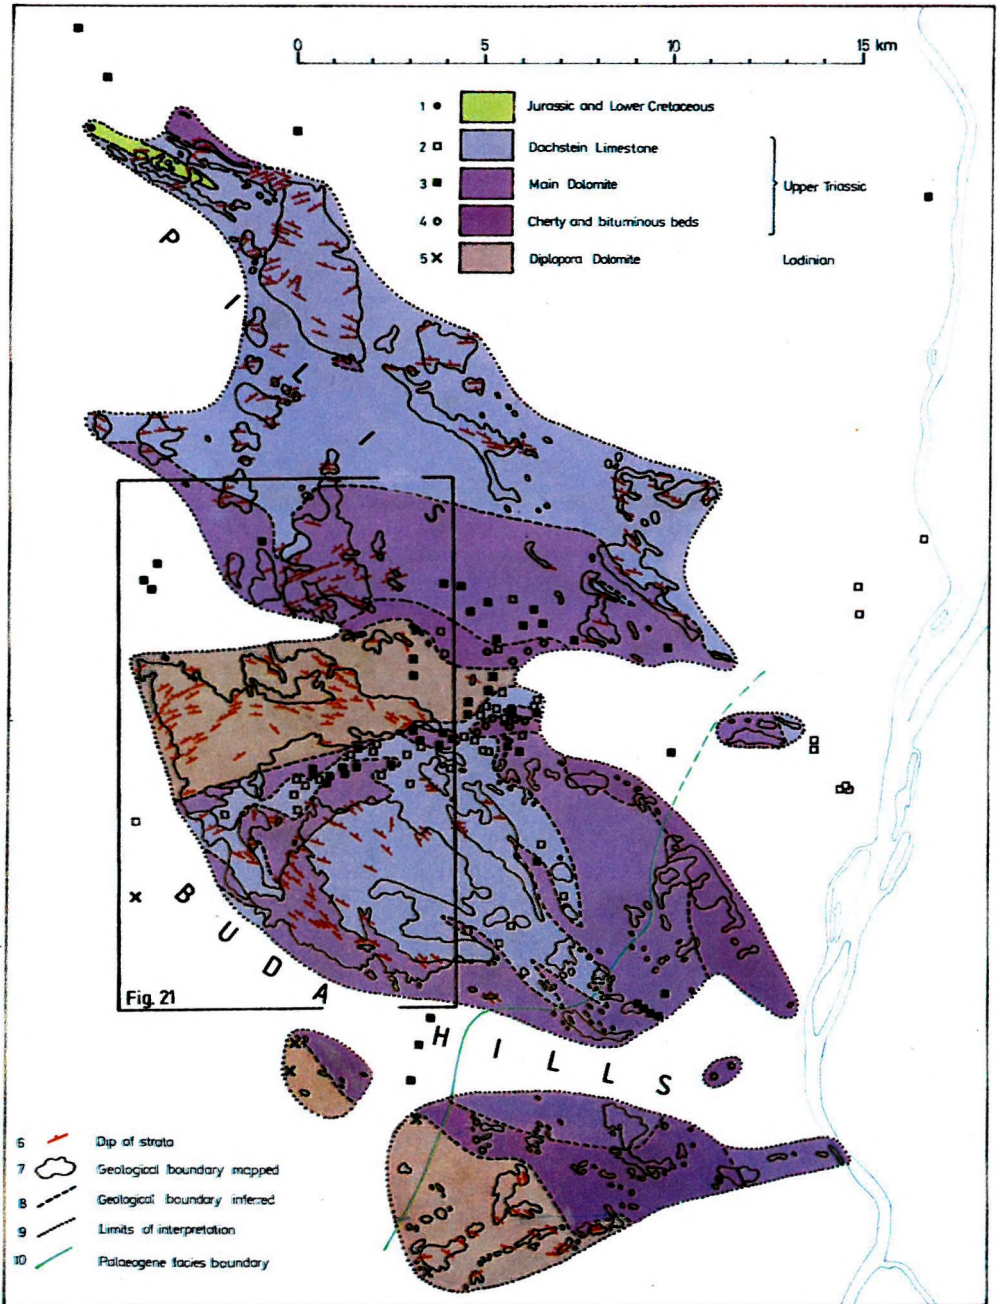 0 5 10 15 km
1 Jurassic and Lower Cretaceous
2 Dachstein Limestone
3 Main Dolomite
Upper Triassic
4 Cherty and bituminous beds
5 Diplopora Dolomite
Ladinian
P I L I S
Fig. 21
B U D A
H I L L S
6 Dip of strata
7 Geological boundary mapped
8 Geological boundary inferred
9 Limits of interpretation
10 Palaeogene facies boundary